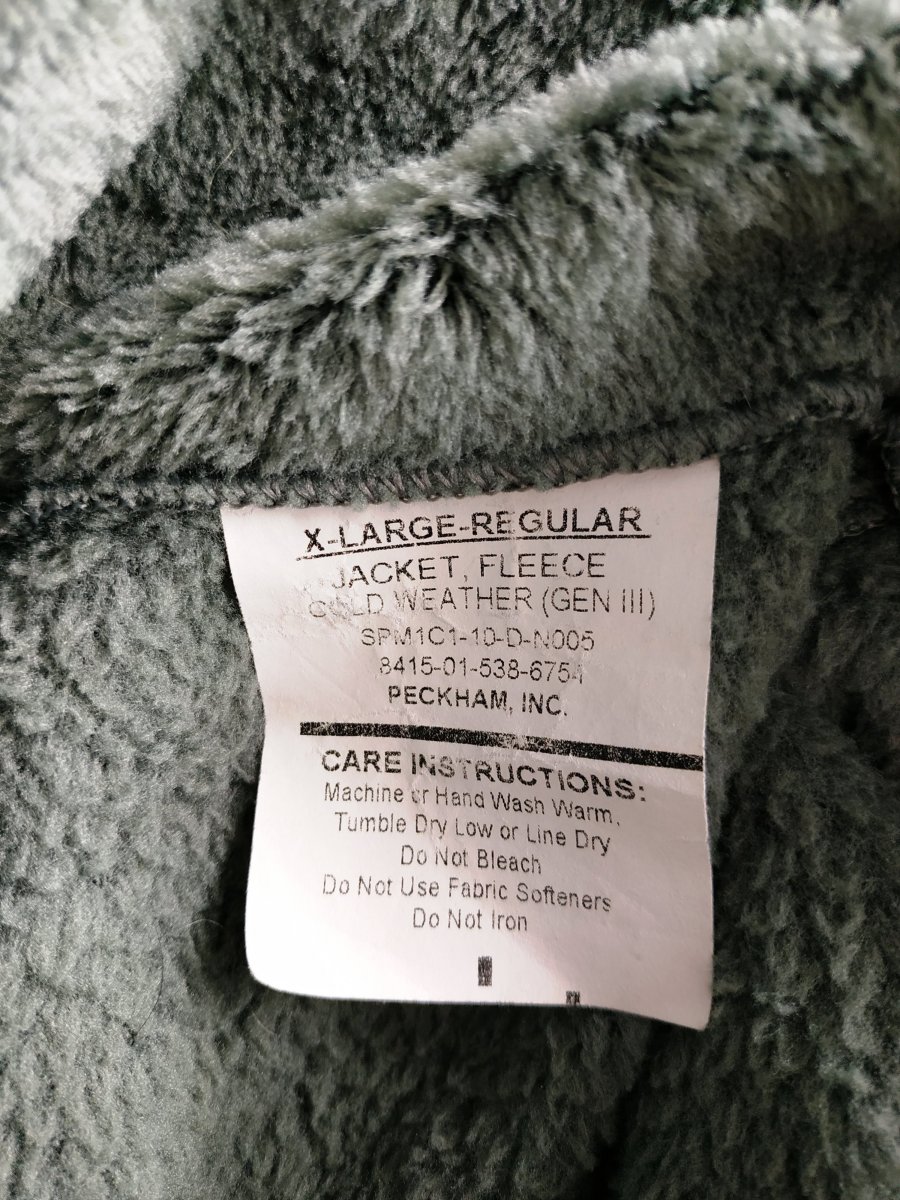 X-LARGE-REGULAR
JACKET, FLEECE
COLD WEATHER (GEN III)
SPM1C1-10-D-N005
8415-01-538-6754
PECKHAM, INC.
CARE INSTRUCTIONS:
Machine or Hand Wash Warm.
Tumble Dry Low or Line Dry
Do Not Bleach
Do Not Use Fabric Softeners
Do Not Iron